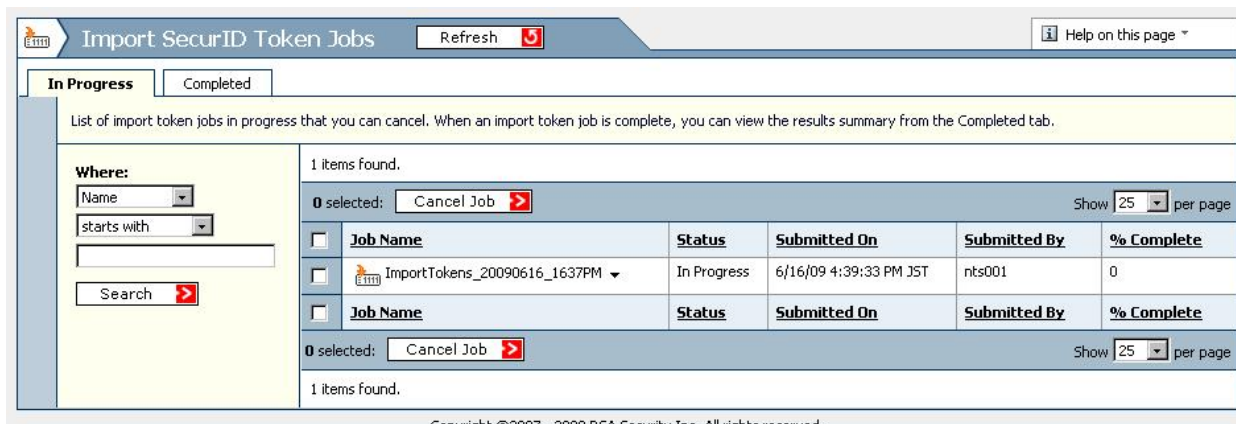 Import SecurID Token Jobs Refresh
Help on this page
In Progress Completed
List of import token jobs in progress that you can cancel. When an import token job is complete, you can view the results summary from the Completed tab.
Where:
Name
starts with
Search
1 items found.
0 selected: Cancel Job Show 25 per page
Job Name Status Submitted On Submitted By % Complete
ImportTokens_20090616_1637PM In Progress 6/16/09 4:39:33 PM JST nts001 0
Job Name Status Submitted On Submitted By % Complete
0 selected: Cancel Job Show 25 per page
1 items found.